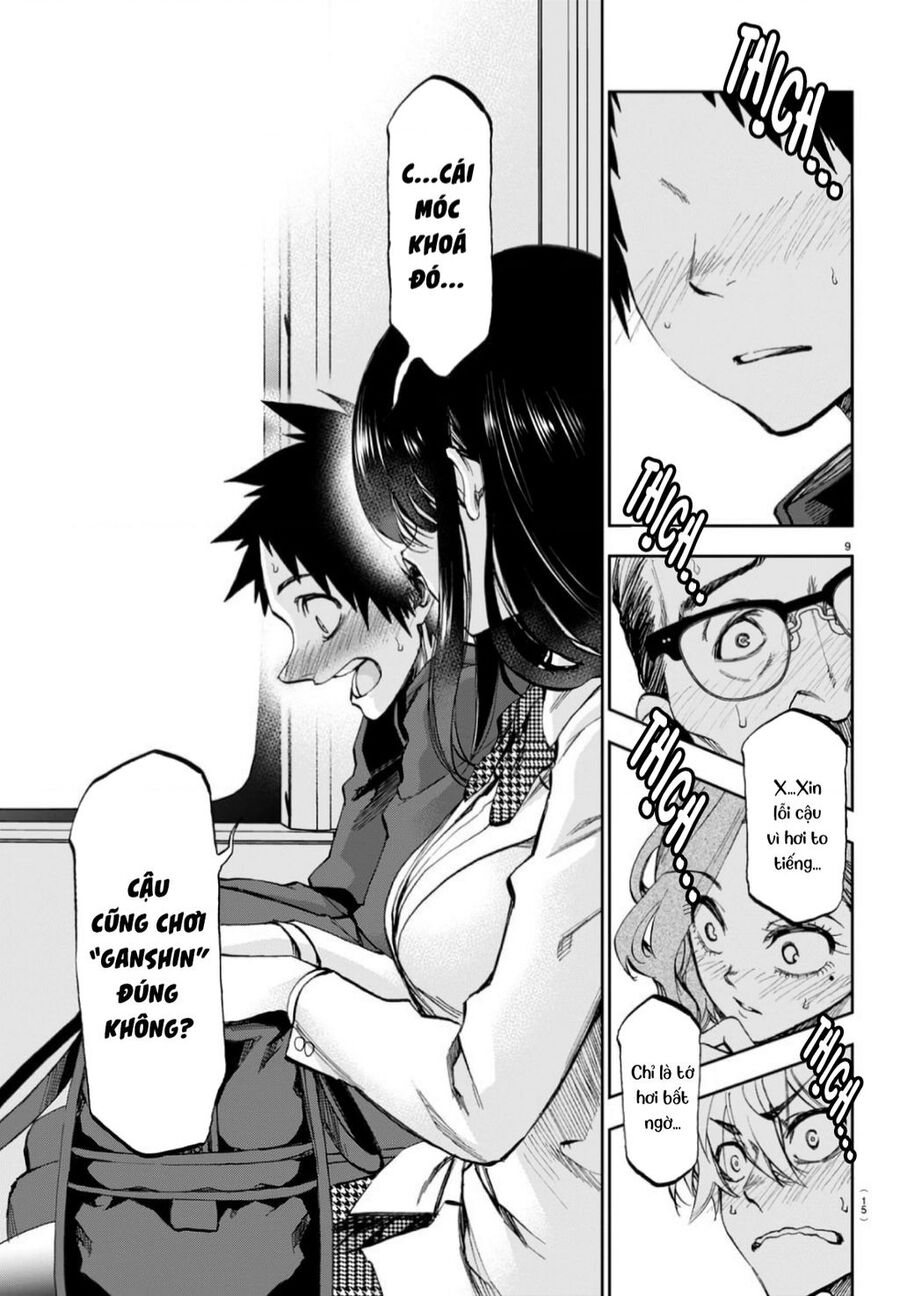 THỊCH...
THỊCH...
9
X...Xin
lỗi cậu
vì hơi to
tiếng...
THỊCH...
Chỉ là tớ
hơi bất
ngờ...
THỊCH...
(15)
C...CÁI
MÓC
KHOÁ
ĐÓ...
CẬU
CŨNG CHƠI
“GANSHIN”
ĐÚNG
KHÔNG?